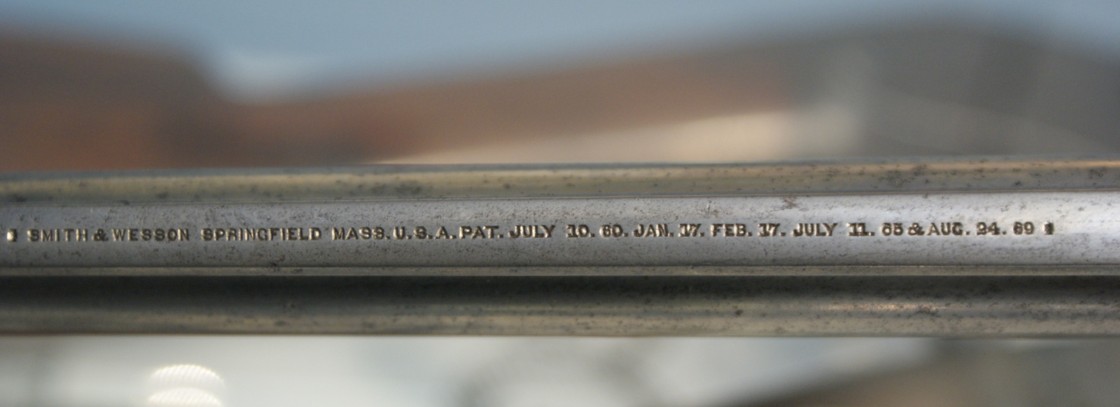 SMITH & WESSON SPRINGFIELD MASS. U.S.A. PAT. JULY 10. 60. JAN. 17. FEB. 17. JULY 11. 65 & AUG. 24. 69